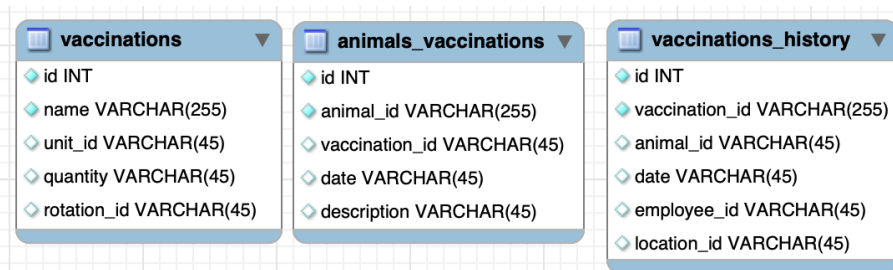 vaccinations
id INT
name VARCHAR(255)
unit_id VARCHAR(45)
quantity VARCHAR(45)
rotation_id VARCHAR(45)
animals_vaccinations
id INT
animal_id VARCHAR(255)
vaccination_id VARCHAR(45)
date VARCHAR(45)
description VARCHAR(45)
vaccinations_history
id INT
vaccination_id VARCHAR(255)
animal_id VARCHAR(45)
date VARCHAR(45)
employee_id VARCHAR(45)
location_id VARCHAR(45)